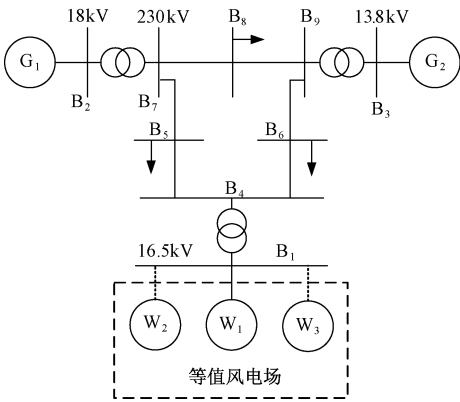 18kV 230kV B₈ B₉ 13.8kV
G₁ G₂
B₂ B₇ B₃
B₅ B₆
B₄
16.5kV B₁
W₂ W₁ W₃
等值风电场